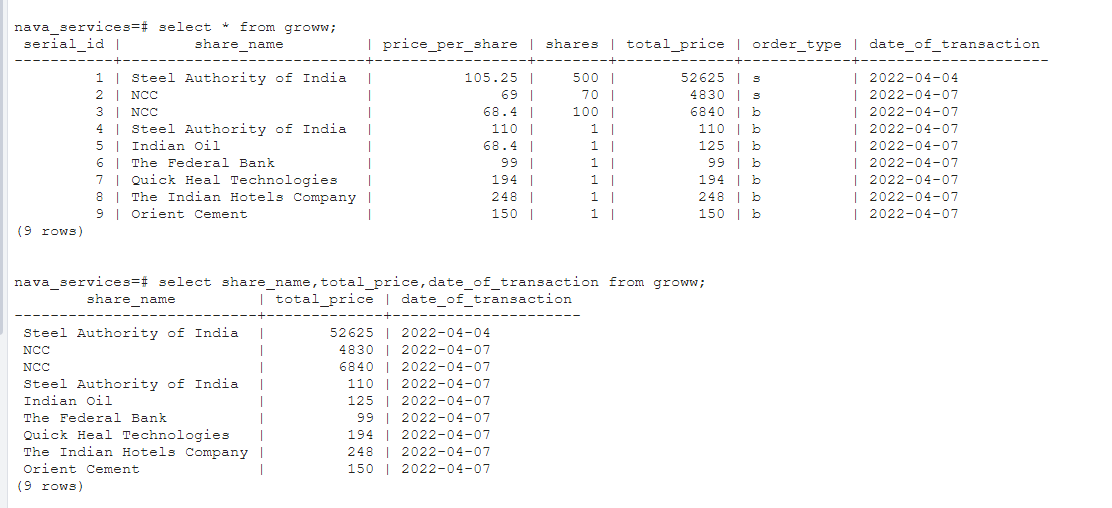 nava_services=# select * from groww;
 serial_id |        share_name        | price_per_share | shares | total_price | order_type | date_of_transaction
-----------+--------------------------+-----------------+--------+-------------+------------+---------------------
         1 | Steel Authority of India |          105.25 |    500 |       52625 | s          | 2022-04-04
         2 | NCC                      |              69 |     70 |        4830 | s          | 2022-04-07
         3 | NCC                      |            68.4 |    100 |        6840 | b          | 2022-04-07
         4 | Steel Authority of India |             110 |      1 |         110 | b          | 2022-04-07
         5 | Indian Oil               |            68.4 |      1 |         125 | b          | 2022-04-07
         6 | The Federal Bank         |              99 |      1 |          99 | b          | 2022-04-07
         7 | Quick Heal Technologies  |             194 |      1 |         194 | b          | 2022-04-07
         8 | The Indian Hotels Company |             248 |      1 |         248 | b          | 2022-04-07
         9 | Orient Cement            |             150 |      1 |         150 | b          | 2022-04-07
(9 rows)
nava_services=# select share_name,total_price,date_of_transaction from groww;
        share_name        | total_price | date_of_transaction
--------------------------+-------------+---------------------
 Steel Authority of India |       52625 | 2022-04-04
 NCC                      |        4830 | 2022-04-07
 NCC                      |        6840 | 2022-04-07
 Steel Authority of India |         110 | 2022-04-07
 Indian Oil               |         125 | 2022-04-07
 The Federal Bank         |          99 | 2022-04-07
 Quick Heal Technologies  |         194 | 2022-04-07
 The Indian Hotels Company |         248 | 2022-04-07
 Orient Cement            |         150 | 2022-04-07
(9 rows)